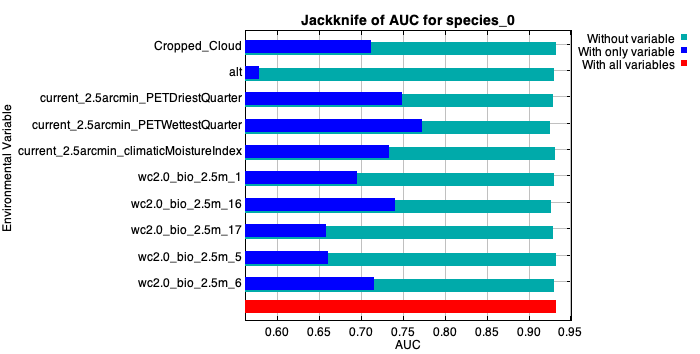 Jackknife of AUC for species_0
Without variable
With only variable
With all variables
Environmental Variable
Cropped_Cloud
alt
current_2.5arcmin_PETDriestQuarter
current_2.5arcmin_PETWettestQuarter
current_2.5arcmin_climaticMoistureIndex
wc2.0_bio_2.5m_1
wc2.0_bio_2.5m_16
wc2.0_bio_2.5m_17
wc2.0_bio_2.5m_5
wc2.0_bio_2.5m_6
0.60 0.65 0.70 0.75 0.80 0.85 0.90 0.95
AUC